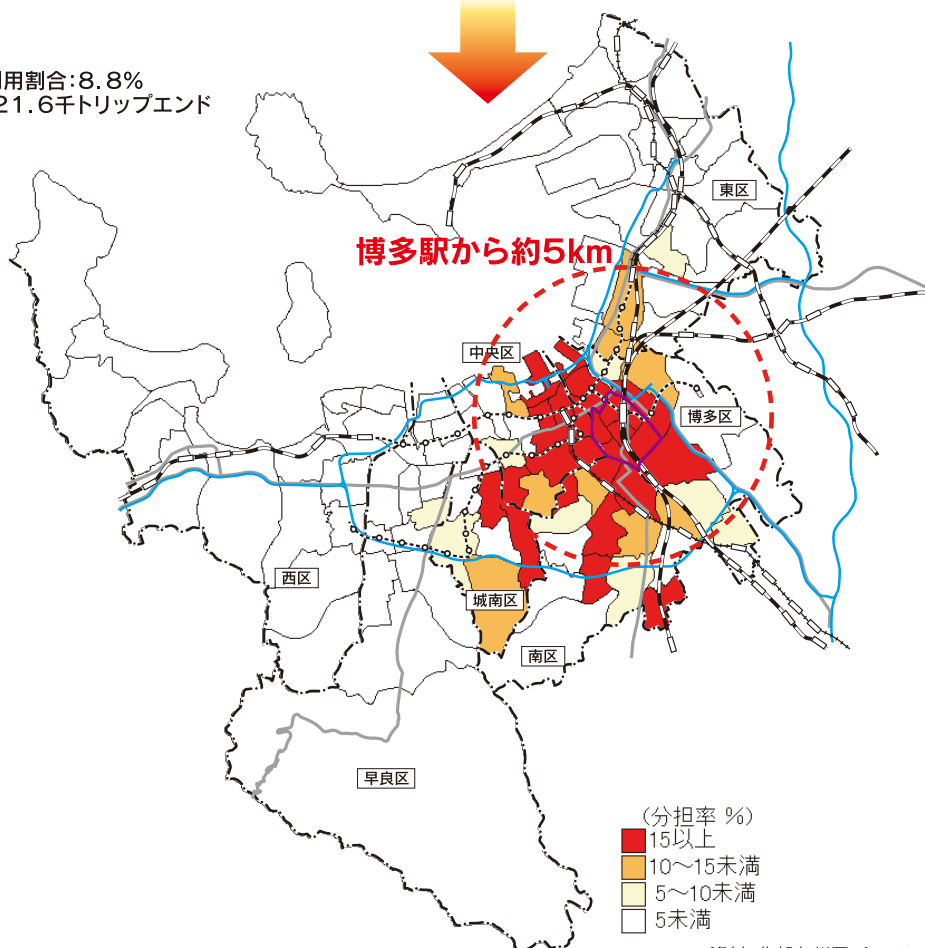 用割合:8.8%
21.6千トリップエンド
東区
博多駅から約5km
中央区
博多区
西区
城南区
南区
早良区
(分担率 %)
15以上
10～15未満
5～10未満
5未満